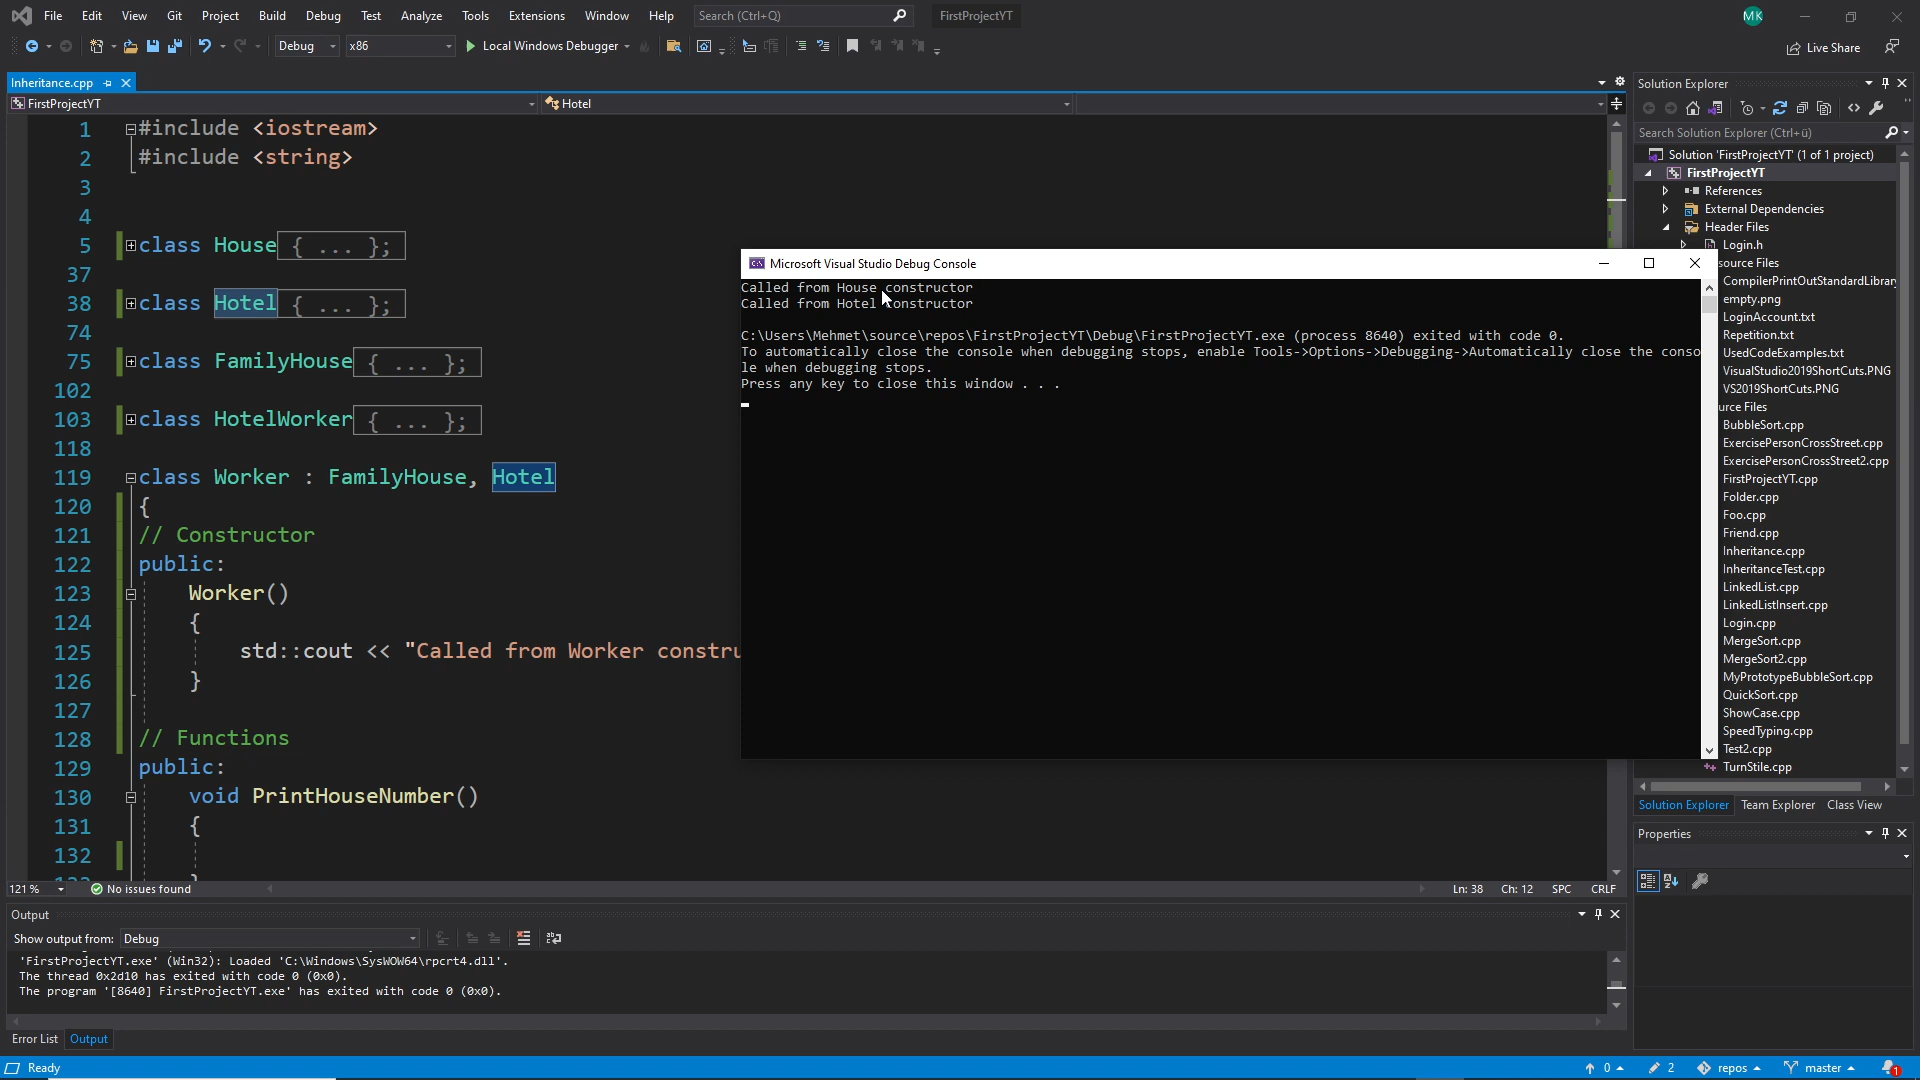 File Edit View Git Project Build Debug Test Analyze Tools Extensions Window Help Search (Ctrl+Q) FirstProjectYT MK
Debug x86 Local Windows Debugger Live Share
Inheritance.cpp
FirstProjectYT Hotel
1 #include <iostream>
2 #include <string>
3
4
5 class House { ... };
37
38 class Hotel { ... };
74
75 class FamilyHouse { ... };
102
103 class HotelWorker { ... };
118
119 class Worker : FamilyHouse, Hotel
120 {
121 // Constructor
122 public:
123 Worker()
124 {
125 std::cout << "Called from Worker constru
126 }
127
128 // Functions
129 public:
130 void PrintHouseNumber()
131 {
132
121 % No issues found Ln: 38 Ch: 12 SPC CRLF
Microsoft Visual Studio Debug Console
Called from House constructor
Called from Hotel constructor
C:\Users\Mehmet\source\repos\FirstProjectYT\Debug\FirstProjectYT.exe (process 8640) exited with code 0.
To automatically close the console when debugging stops, enable Tools->Options->Debugging->Automatically close the conso
le when debugging stops.
Press any key to close this window . . .
Solution Explorer
Search Solution Explorer (Ctrl+ü)
Solution 'FirstProjectYT' (1 of 1 project)
FirstProjectYT
References
External Dependencies
Header Files
Login.h
source Files
CompilerPrintOutStandardLibrar
empty.png
LoginAccount.txt
Repetition.txt
UsedCodeExamples.txt
VisualStudio2019ShortCuts.PNG
VS2019ShortCuts.PNG
urce Files
BubbleSort.cpp
ExercisePersonCrossStreet.cpp
ExercisePersonCrossStreet2.cpp
FirstProjectYT.cpp
Folder.cpp
Foo.cpp
Friend.cpp
Inheritance.cpp
InheritanceTest.cpp
LinkedList.cpp
LinkedListInsert.cpp
Login.cpp
MergeSort.cpp
MergeSort2.cpp
MyPrototypeBubbleSort.cpp
QuickSort.cpp
ShowCase.cpp
SpeedTyping.cpp
Test2.cpp
TurnStile.cpp
Solution Explorer Team Explorer Class View
Properties
Output
Show output from: Debug
'FirstProjectYT.exe' (Win32): Loaded 'C:\Windows\SysWOW64\rpcrt4.dll'.
The thread 0x2d10 has exited with code 0 (0x0).
The program '[8640] FirstProjectYT.exe' has exited with code 0 (0x0).
Error List Output
Ready 0 2 repos master 1